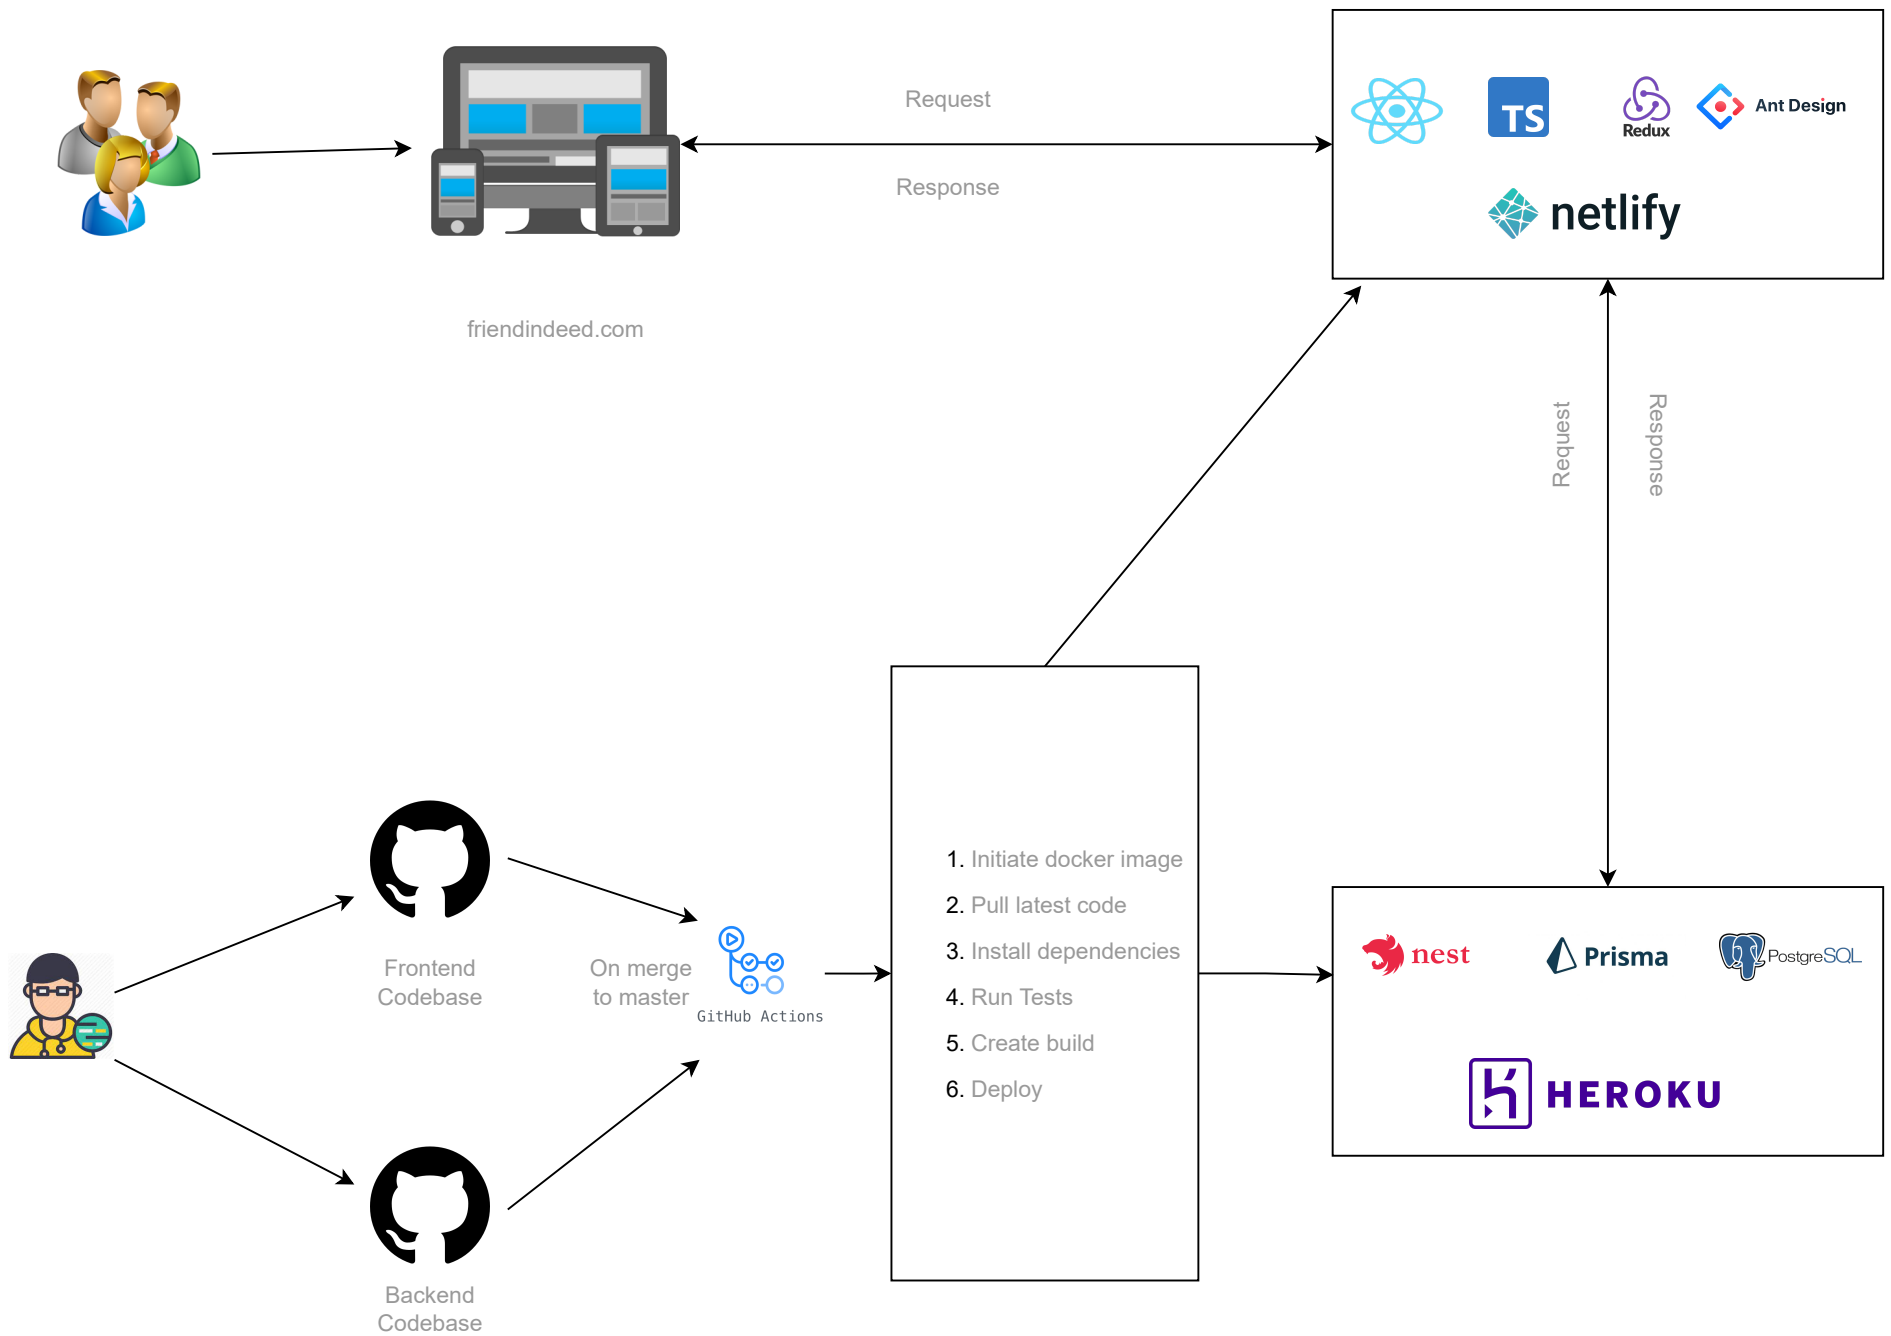 Request
Response
friendindeed.com
TS
Redux
Ant Design
netlify
Request
Response
Frontend
Codebase
On merge
to master
GitHub Actions
Backend
Codebase
1. Initiate docker image
2. Pull latest code
3. Install dependencies
4. Run Tests
5. Create build
6. Deploy
nest
Prisma
PostgreSQL
HEROKU